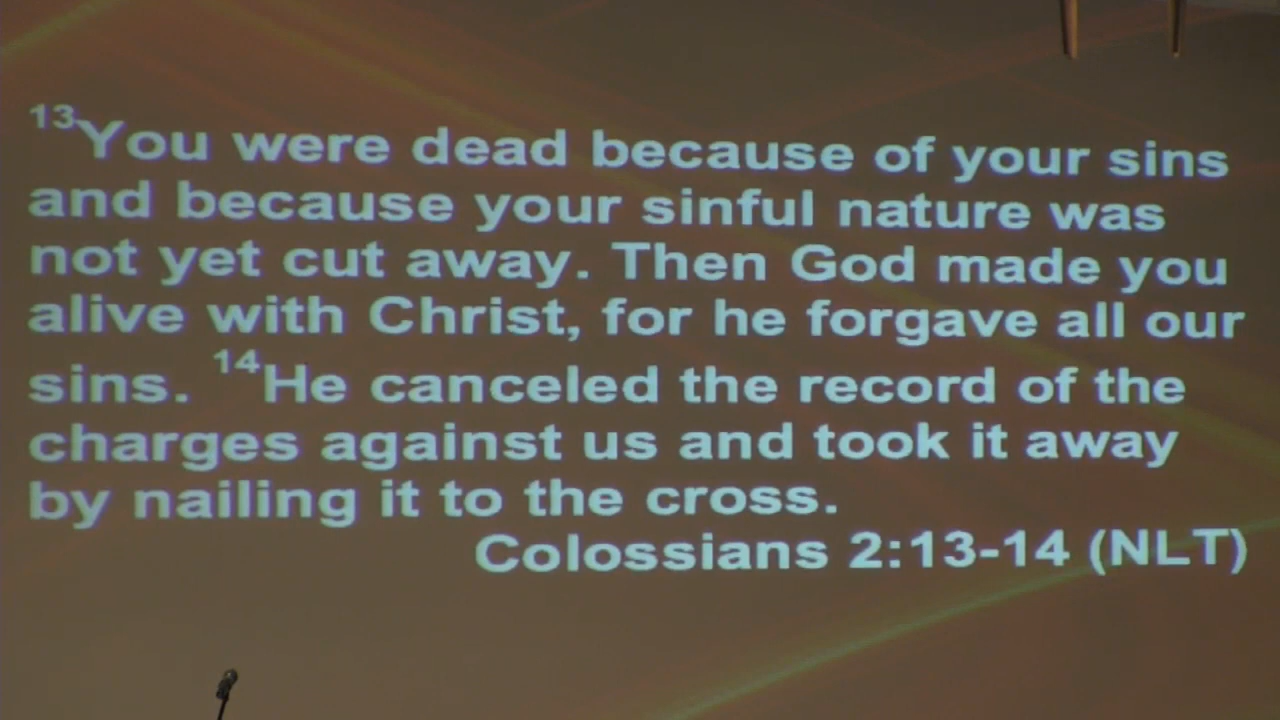 13You were dead because of your sins
and because your sinful nature was
not yet cut away. Then God made you
alive with Christ, for he forgave all our
sins. 14He canceled the record of the
charges against us and took it away
by nailing it to the cross.
Colossians 2:13-14 (NLT)